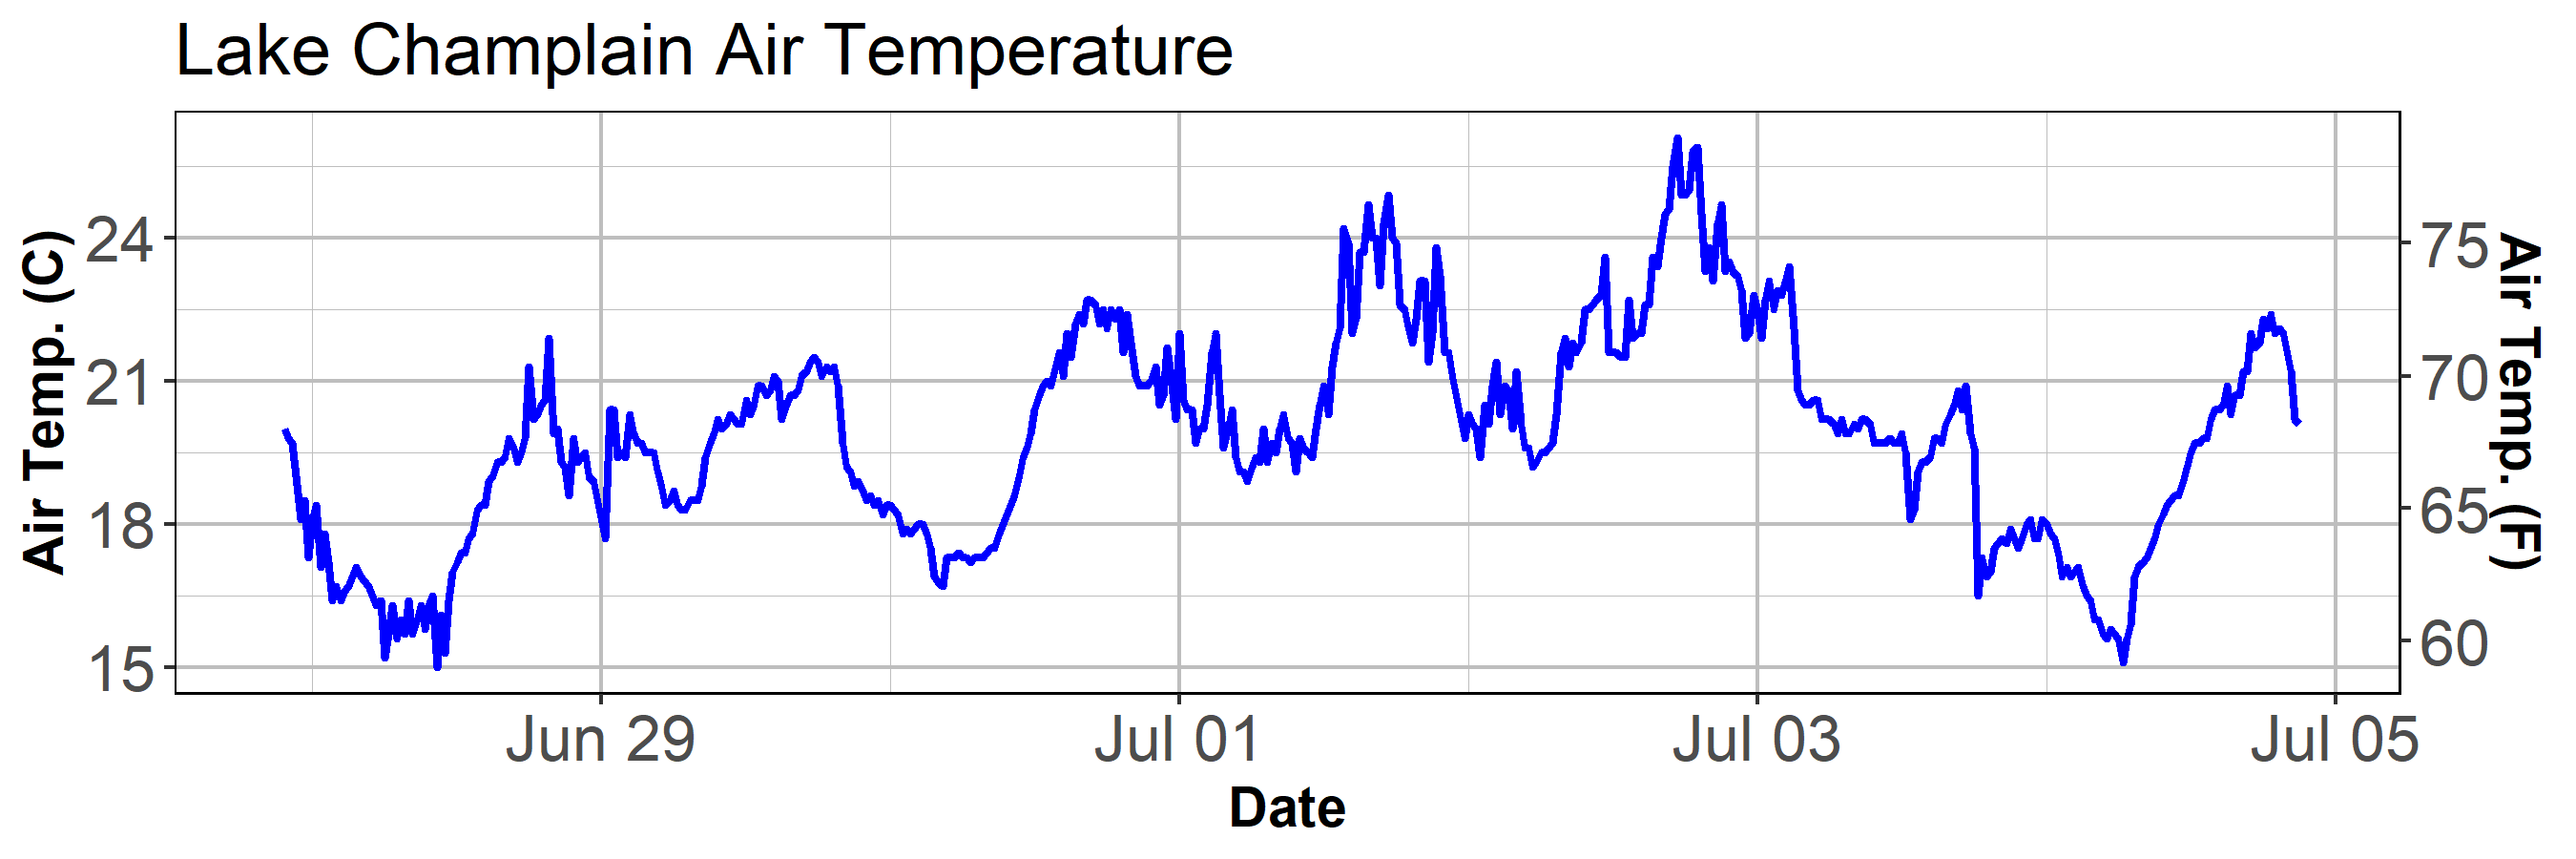 Lake Champlain Air Temperature
Air Temp. (C)
24
21
18
15
75
70
65
60
Air Temp. (F)
Jun 29
Jul 01
Jul 03
Jul 05
Date